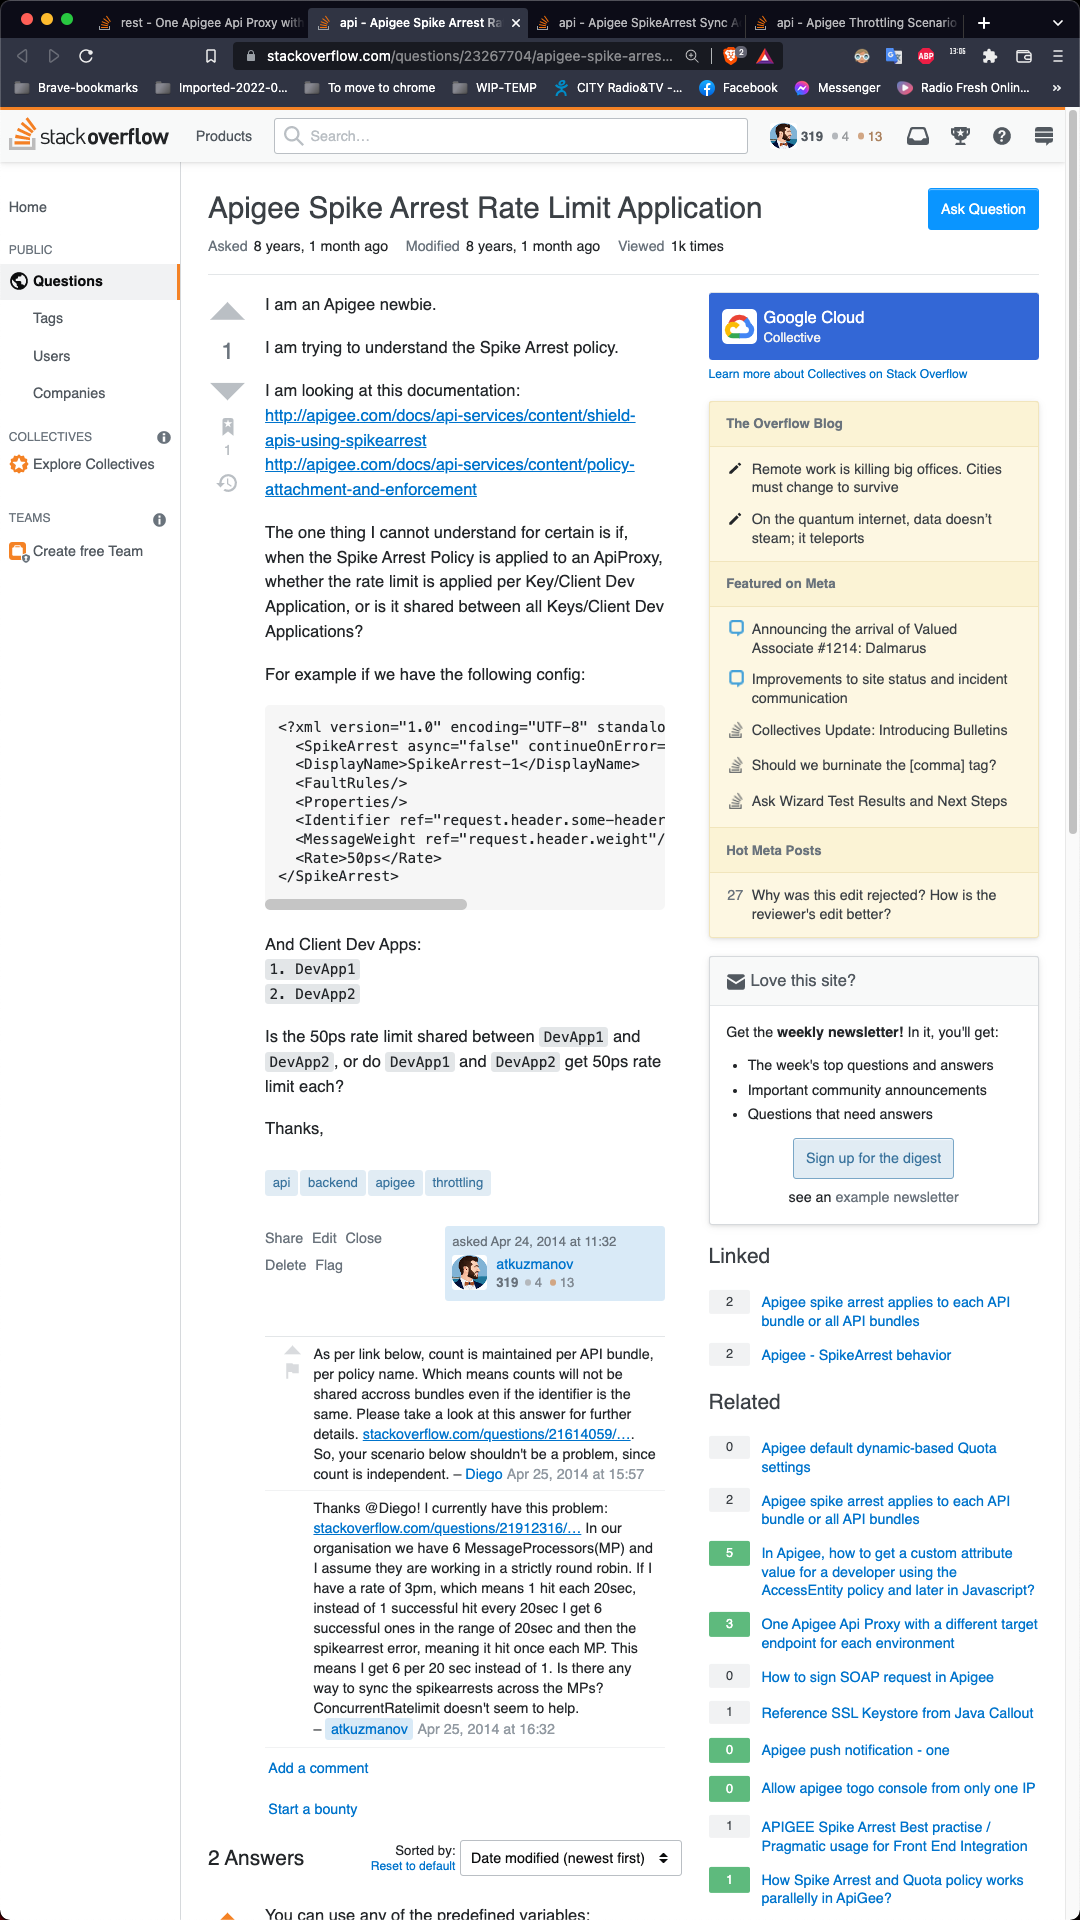 rest - One Apigee Api Proxy with
api - Apigee Spike Arrest Ra
api - Apigee SpikeArrest Sync A
api - Apigee Throttling Scenario
stackoverflow.com/questions/23267704/apigee-spike-arres...
2
ABP
13:06
Brave-bookmarks
Imported-2022-0...
To move to chrome
WIP-TEMP
CITY Radio&TV -...
Facebook
Messenger
Radio Fresh Onlin...
»
stackoverflow
Products
Search...
319 4 13
Home
PUBLIC
Questions
Tags
Users
Companies
COLLECTIVES
Explore Collectives
TEAMS
Create free Team
Apigee Spike Arrest Rate Limit Application
Ask Question
Asked 8 years, 1 month ago Modified 8 years, 1 month ago Viewed 1k times
1
1
I am an Apigee newbie.
I am trying to understand the Spike Arrest policy.
I am looking at this documentation:
http://apigee.com/docs/api-services/content/shield-
apis-using-spikearrest
http://apigee.com/docs/api-services/content/policy-
attachment-and-enforcement
The one thing I cannot understand for certain is if,
when the Spike Arrest Policy is applied to an ApiProxy,
whether the rate limit is applied per Key/Client Dev
Application, or is it shared between all Keys/Client Dev
Applications?
For example if we have the following config:
<?xml version="1.0" encoding="UTF-8" standalo
<SpikeArrest async="false" continueOnError=
<DisplayName>SpikeArrest-1</DisplayName>
<FaultRules/>
<Properties/>
<Identifier ref="request.header.some-header
<MessageWeight ref="request.header.weight"/
<Rate>50ps</Rate>
</SpikeArrest>
And Client Dev Apps:
1. DevApp1
2. DevApp2
Is the 50ps rate limit shared between DevApp1 and
DevApp2, or do DevApp1 and DevApp2 get 50ps rate
limit each?
Thanks,
api backend apigee throttling
Share Edit Close
Delete Flag
asked Apr 24, 2014 at 11:32
atkuzmanov
319 4 13
As per link below, count is maintained per API bundle,
per policy name. Which means counts will not be
shared accross bundles even if the identifier is the
same. Please take a look at this answer for further
details. stackoverflow.com/questions/21614059/....
So, your scenario below shouldn't be a problem, since
count is independent. – Diego Apr 25, 2014 at 15:57
Thanks @Diego! I currently have this problem:
stackoverflow.com/questions/21912316/... In our
organisation we have 6 MessageProcessors(MP) and
I assume they are working in a strictly round robin. If I
have a rate of 3pm, which means 1 hit each 20sec,
instead of 1 successful hit every 20sec I get 6
successful ones in the range of 20sec and then the
spikearrest error, meaning it hit once each MP. This
means I get 6 per 20 sec instead of 1. Is there any
way to sync the spikearrests across the MPs?
ConcurrentRatelimit doesn't seem to help.
– atkuzmanov Apr 25, 2014 at 16:32
Add a comment
Start a bounty
2 Answers
Sorted by:
Reset to default
Date modified (newest first)
You can use any of the predefined variables:
Google Cloud
Collective
Learn more about Collectives on Stack Overflow
The Overflow Blog
Remote work is killing big offices. Cities
must change to survive
On the quantum internet, data doesn't
steam; it teleports
Featured on Meta
Announcing the arrival of Valued
Associate #1214: Dalmarus
Improvements to site status and incident
communication
Collectives Update: Introducing Bulletins
Should we burninate the [comma] tag?
Ask Wizard Test Results and Next Steps
Hot Meta Posts
27 Why was this edit rejected? How is the
reviewer's edit better?
Love this site?
Get the weekly newsletter! In it, you'll get:
• The week's top questions and answers
• Important community announcements
• Questions that need answers
Sign up for the digest
see an example newsletter
Linked
2 Apigee spike arrest applies to each API
bundle or all API bundles
2 Apigee - SpikeArrest behavior
Related
0 Apigee default dynamic-based Quota
settings
2 Apigee spike arrest applies to each API
bundle or all API bundles
5 In Apigee, how to get a custom attribute
value for a developer using the
AccessEntity policy and later in Javascript?
3 One Apigee Api Proxy with a different target
endpoint for each environment
0 How to sign SOAP request in Apigee
1 Reference SSL Keystore from Java Callout
0 Apigee push notification - one
0 Allow apigee togo console from only one IP
1 APIGEE Spike Arrest Best practise /
Pragmatic usage for Front End Integration
1 How Spike Arrest and Quota policy works
parallelly in ApiGee?